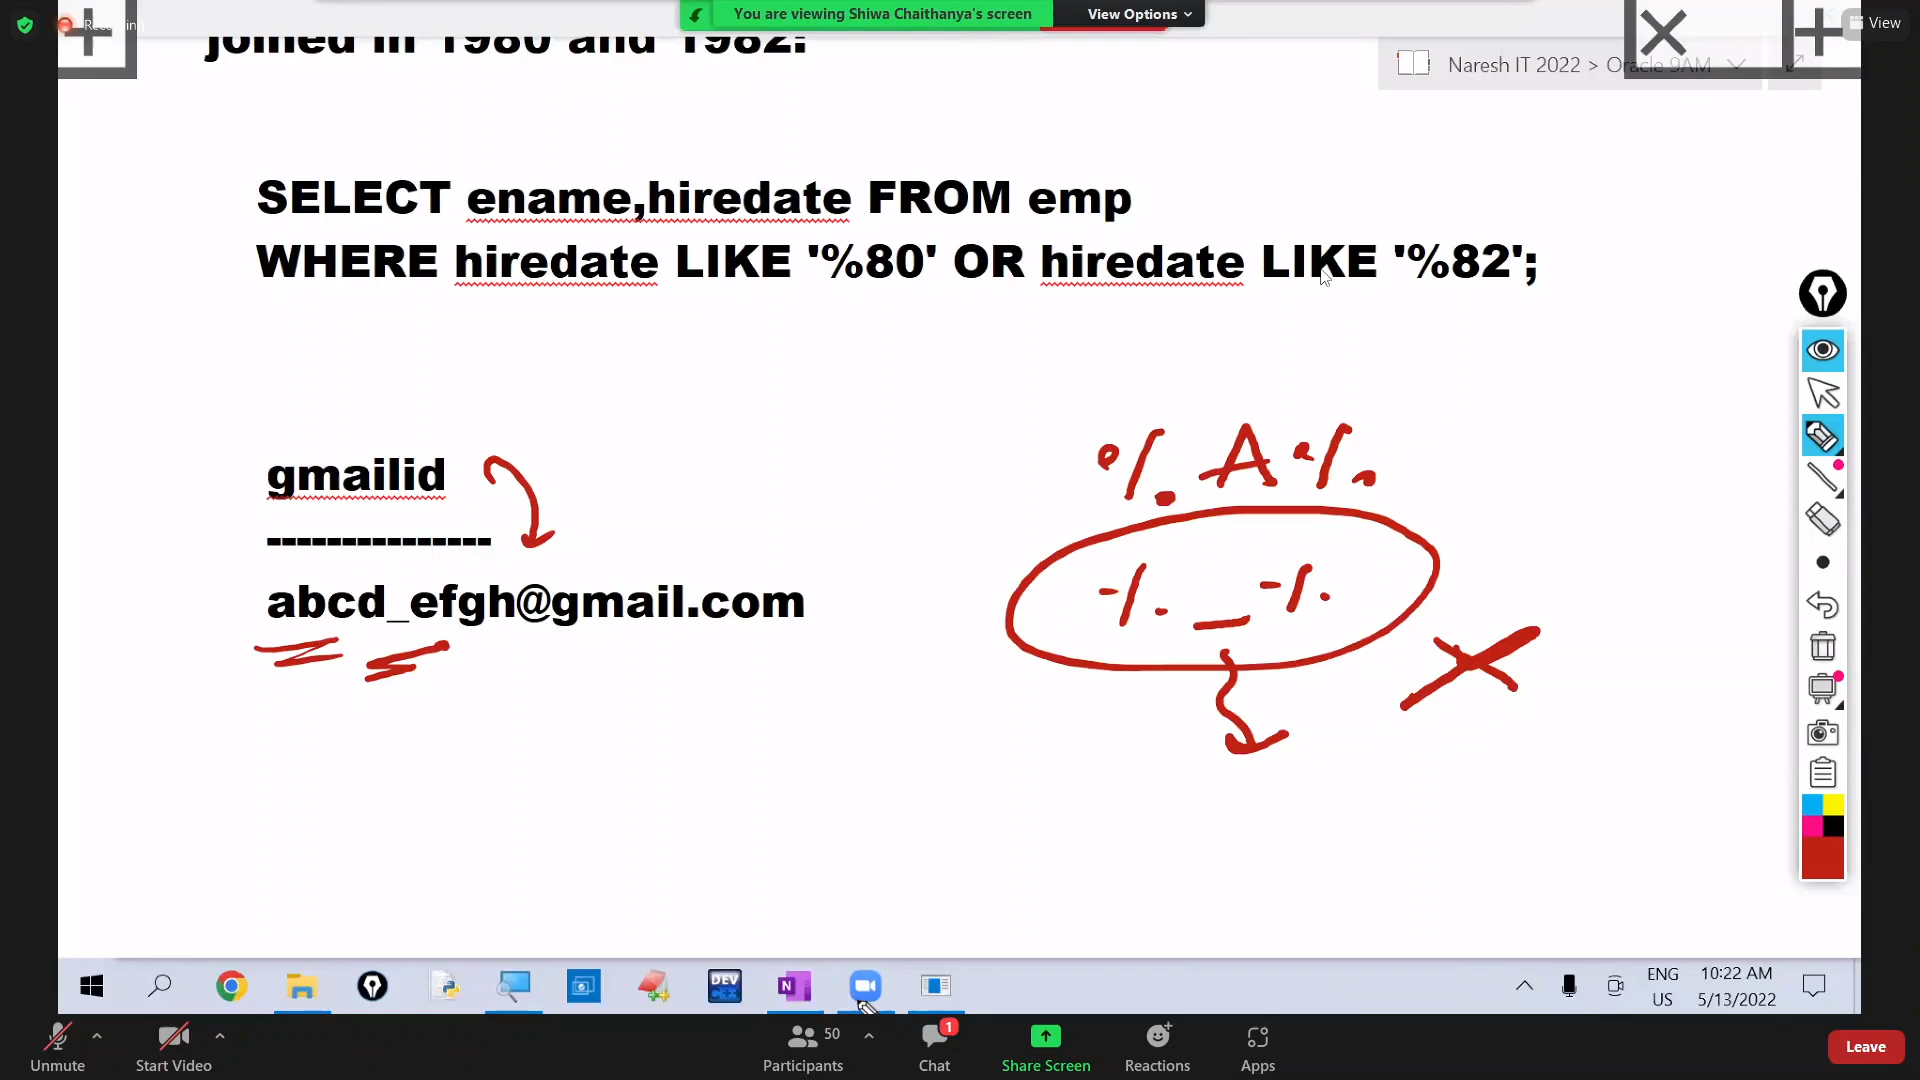 You are viewing Shiwa Chaithanya's screen
View Options
View
joined in 1980 and 1982:
Naresh IT 2022 > Oracle 9AM
SELECT ename,hiredate FROM emp
WHERE hiredate LIKE '%80' OR hiredate LIKE '%82';
gmailid
%A%
---------------
%_%
abcd_efgh@gmail.com
DEV
N
ENG
US
10:22 AM
5/13/2022
Unmute
Start Video
50
Participants
1
Chat
Share Screen
Reactions
Apps
Leave